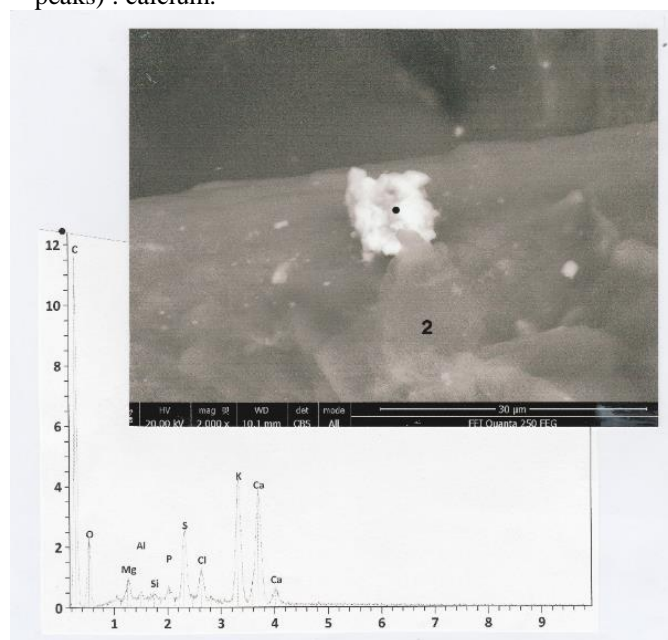 peaks) : calcium.
2
HV mag WD det mode
20.00 kV 2 000 x 10.1 mm CBS All
30 µm
FEI Quanta 250 FEG
12
C
10
8
6
4
K
Ca
S
2
O
Al
P
Cl
Mg
Si
Ca
0
1 2 3 4 5 6 7 8 9